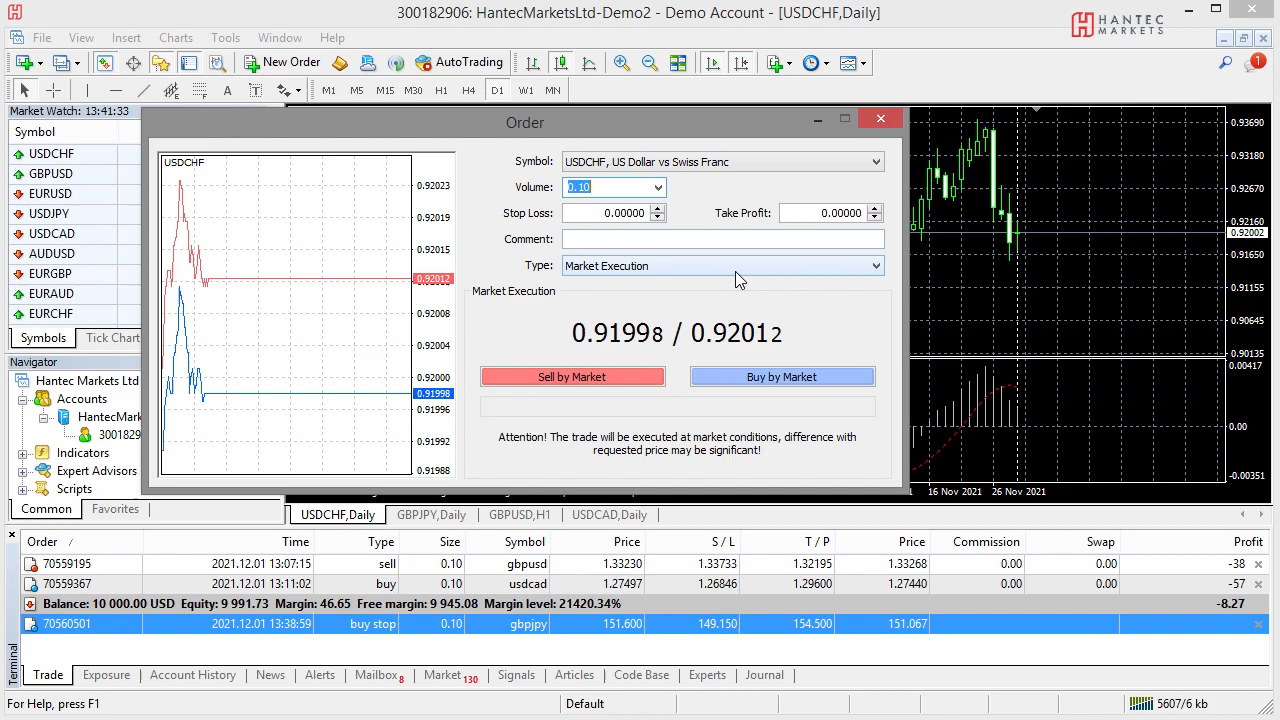 300182906: HantecMarketsLtd-Demo2 - Demo Account - [USDCHF,Daily]
HANTEC
MARKETS
File View Insert Charts Tools Window Help
New Order AutoTrading 1
A T M1 M5 M15 M30 H1 H4 D1 W1 MN
Market Watch: 13:41:33
Symbol
USDCHF
GBPUSD
EURUSD
USDJPY
USDCAD
AUDUSD
EURGBP
EURAUD
EURCHF
Symbols Tick Chart
Navigator
Hantec Markets Ltd
Accounts
HantecMark
3001829
Indicators
Expert Advisors
Scripts
Common Favorites
Order
USDCHF
0.92023
0.92019
0.92015
0.92012
0.92008
0.92004
0.92000
0.91998
0.91996
0.91992
0.91988
Symbol: USDCHF, US Dollar vs Swiss Franc
Volume: 0.10
Stop Loss: 0.00000 Take Profit: 0.00000
Comment:
Type: Market Execution
Market Execution
0.91998 / 0.92012
Sell by Market Buy by Market
Attention! The trade will be executed at market conditions, difference with
requested price may be significant!
0.93690
0.93180
0.92670
0.92160
0.92002
0.91650
0.91155
0.90645
0.90135
0.00417
0.00
-0.00351
16 Nov 2021 26 Nov 2021
USDCHF,Daily GBPJPY,Daily GBPUSD,H1 USDCAD,Daily
Order / Time Type Size Symbol Price S / L T / P Price Commission Swap Profit
70559195 2021.12.01 13:07:15 sell 0.10 gbpusd 1.33230 1.33733 1.32195 1.33268 0.00 0.00 -38
70559367 2021.12.01 13:11:02 buy 0.10 usdcad 1.27497 1.26846 1.29600 1.27440 0.00 0.00 -57
Balance: 10 000.00 USD Equity: 9 991.73 Margin: 46.65 Free margin: 9 945.08 Margin level: 21420.34% -8.27
70560501 2021.12.01 13:38:59 buy stop 0.10 gbpjpy 151.600 149.150 154.500 151.067
Terminal
Trade Exposure Account History News Alerts Mailbox 8 Market 130 Signals Articles Code Base Experts Journal
For Help, press F1 Default 5607/6 kb